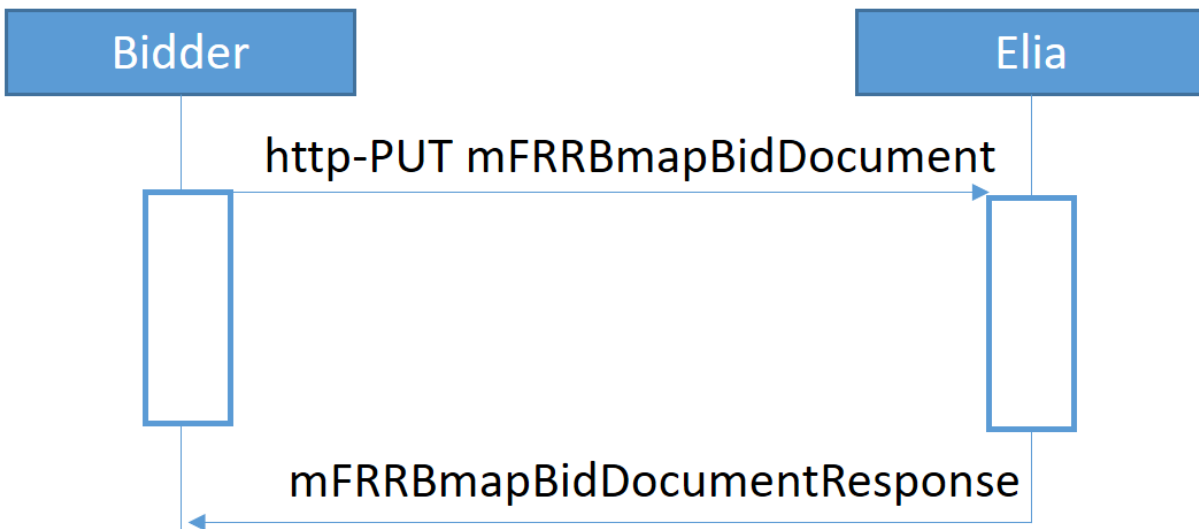 Bidder
Elia
http-PUT mFRRBmapBidDocument
mFRRBmapBidDocumentResponse